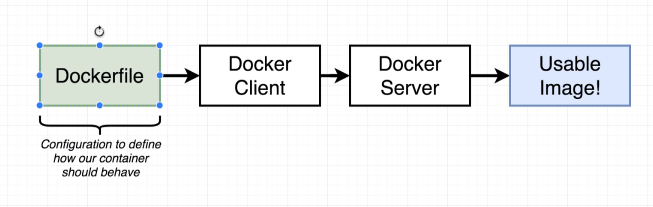 Dockerfile
Docker
Client
Docker
Server
Usable
Image!
Configuration to define
how our container
should behave